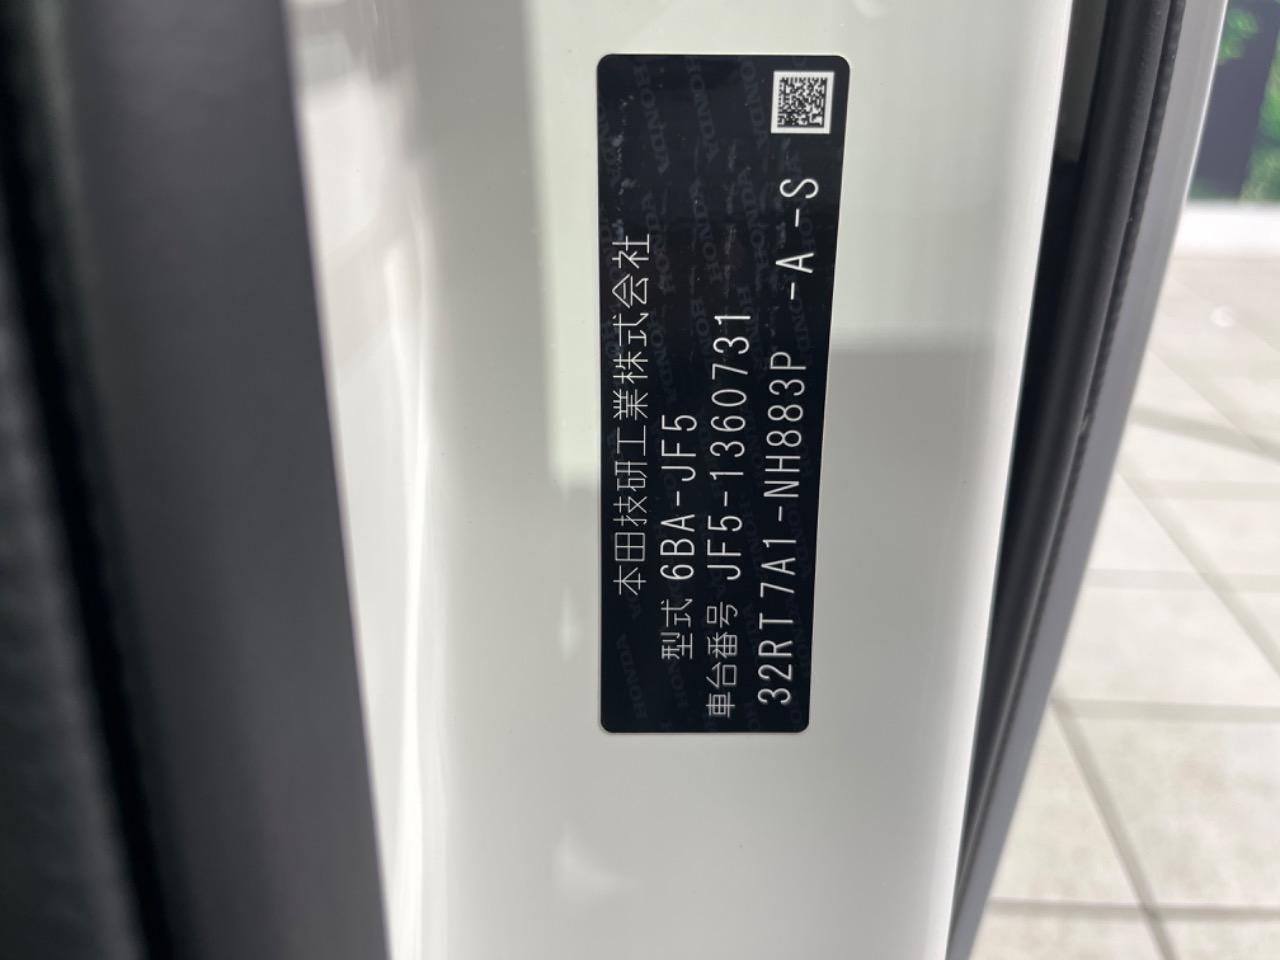 本田技研工業株式会社
型式 6BA-JF5
車台番号 JF5-1360731
32RT7A1-NH883P -A -S